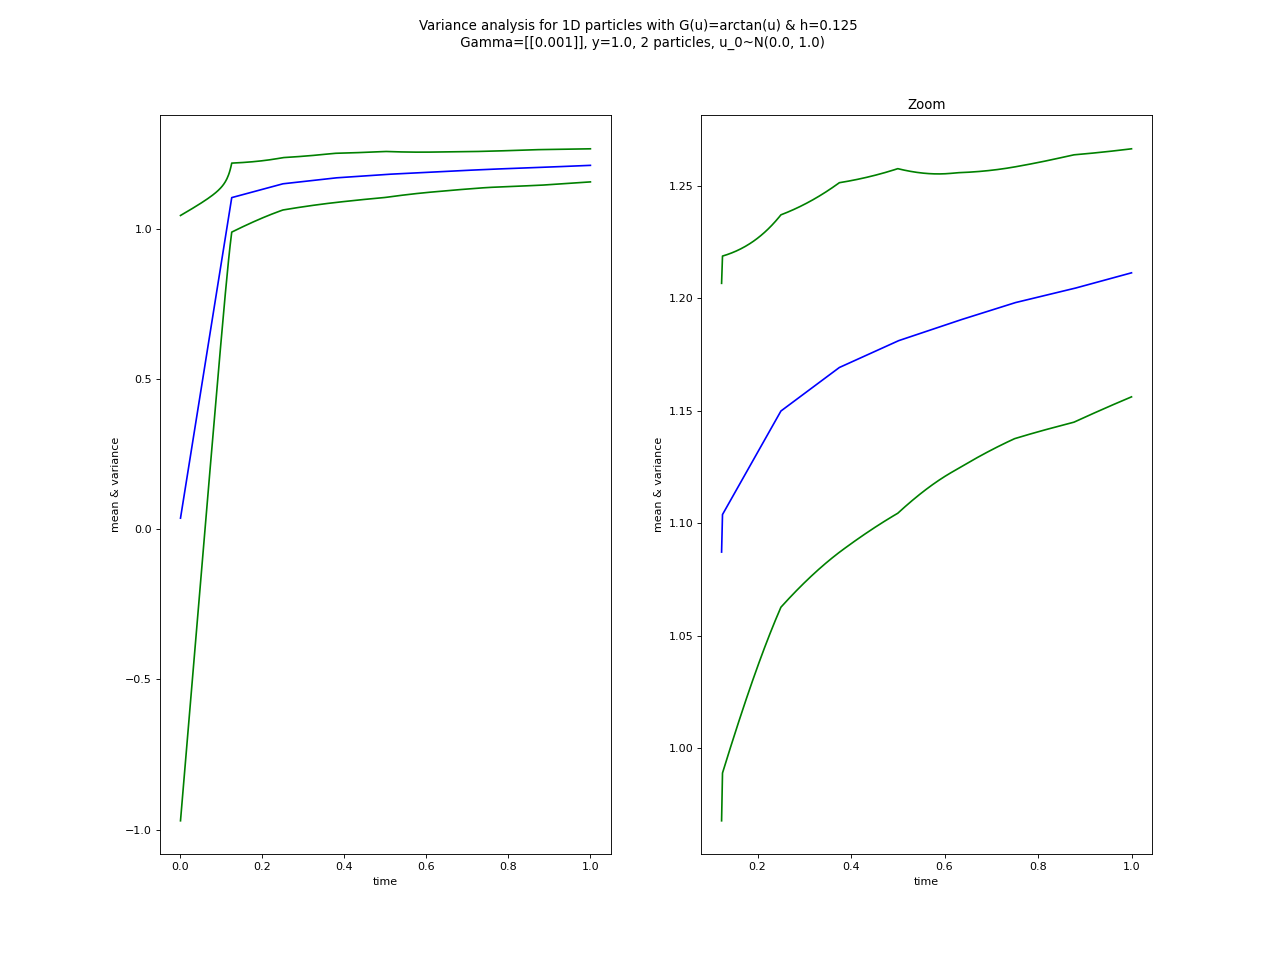 Variance analysis for 1D particles with G(u)=arctan(u) & h=0.125
Gamma=[[0.001]], y=1.0, 2 particles, u_0~N(0.0, 1.0)
mean & variance
1.0
0.5
0.0
−0.5
−1.0
0.0 0.2 0.4 0.6 0.8 1.0
time
Zoom
mean & variance
1.25
1.20
1.15
1.10
1.05
1.00
0.2 0.4 0.6 0.8 1.0
time